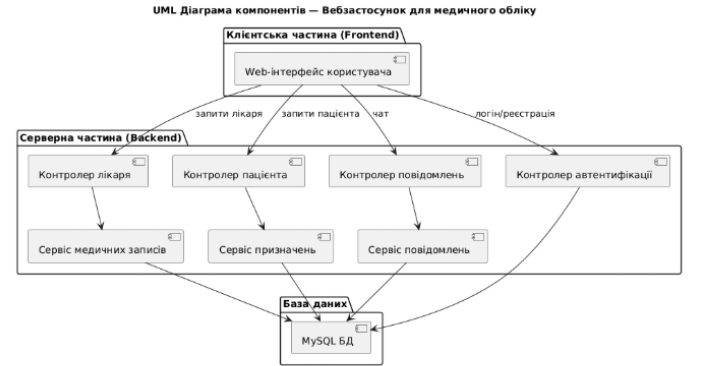 UML Діаграма компонентів — Вебзастосунок для медичного обліку
Клієнтська частина (Frontend)
Web-інтерфейс користувача
запити лікаря
запити пацієнта
чат
логін/реєстрація
Серверна частина (Backend)
Контролер лікаря
Контролер пацієнта
Контролер повідомлень
Контролер автентифікації
Сервіс медичних записів
Сервіс призначень
Сервіс повідомлень
База даних
MySQL БД